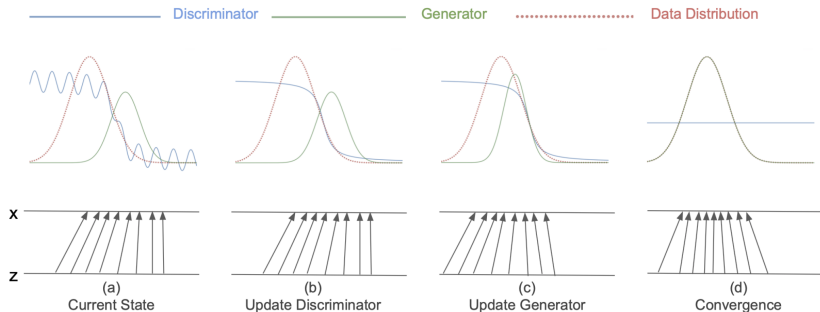 Discriminator Generator Data Distribution
X
Z
(a) (b) (c) (d)
Current State Update Discriminator Update Generator Convergence